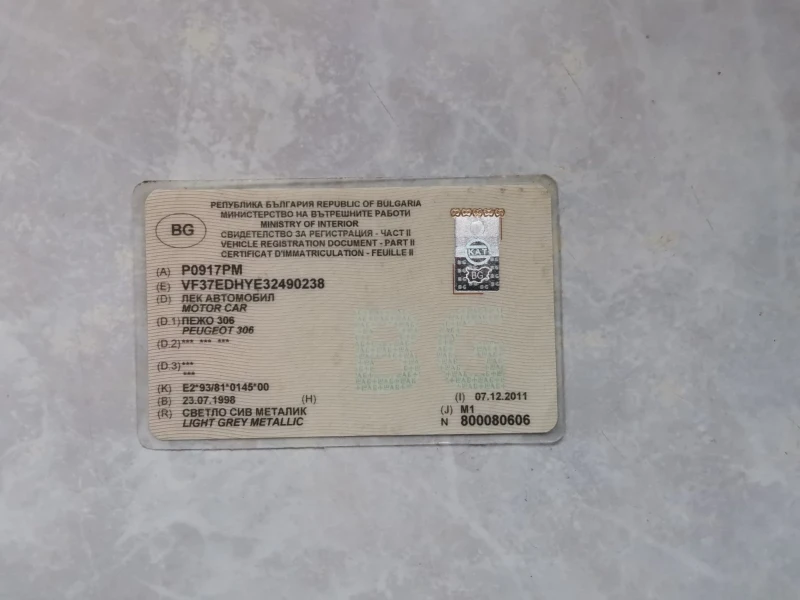 BG
РЕПУБЛИКА БЪЛГАРИЯ REPUBLIC OF BULGARIA
МИНИСТЕРСТВО НА ВЪТРЕШНИТЕ РАБОТИ
MINISTRY OF INTERIOR
СВИДЕТЕЛСТВО ЗА РЕГИСТРАЦИЯ - ЧАСТ II
VEHICLE REGISTRATION DOCUMENT - PART II
CERTIFICAT D'IMMATRICULATION - FEUILLE II
КАТ
BG
(A) P0917PM
(E) VF37EDHYE32490238
(D) ЛЕК АВТОМОБИЛ
MOTOR CAR
(D.1) ПЕЖО 306
PEUGEOT 306
(D.2) *** *** ***
(D.3) ***
***
BG
(K) E2*93/81*0145*00
(B) 23.07.1998 (H) (I) 07.12.2011
(R) СВЕТЛО СИВ МЕТАЛИК (J) M1
LIGHT GREY METALLIC N 800080606